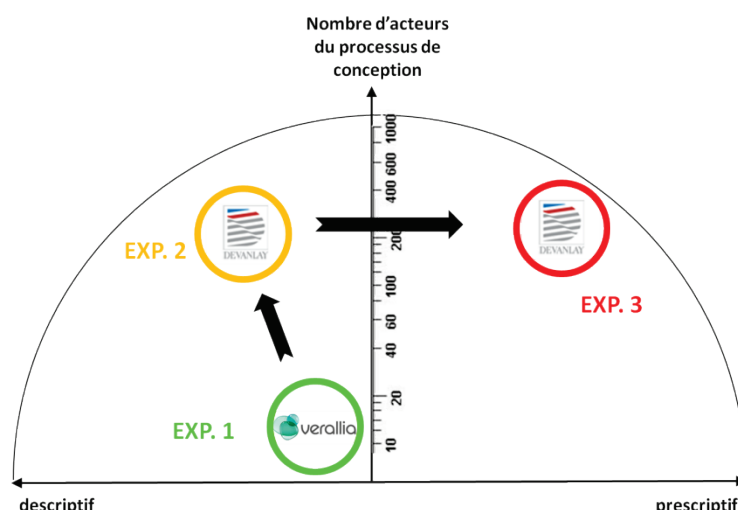 Nombre d'acteurs
du processus de
conception
1000
600
400
200
100
60
40
20
10
DEVANLAY
EXP. 2
DEVANLAY
EXP. 3
verallia
EXP. 1
descriptif
prescriptif